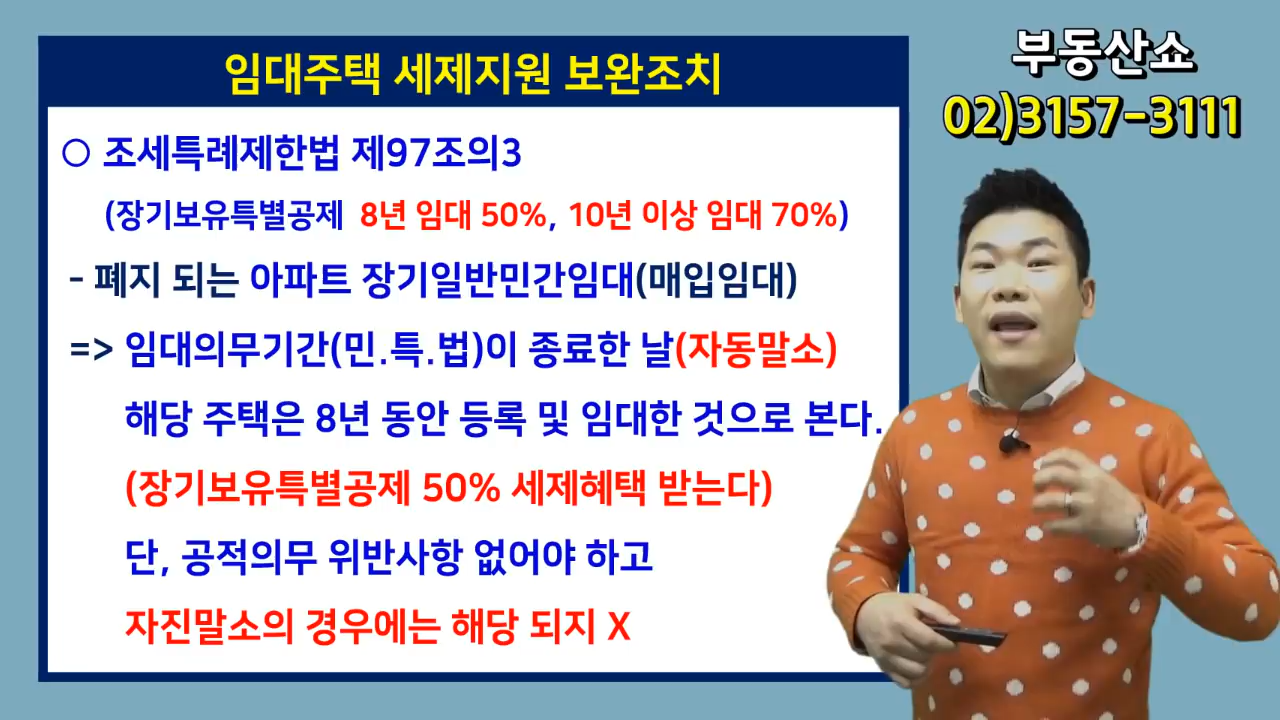 임대주택 세제지원 보완조치
부동산쇼
02)3157-3111
○ 조세특례제한법 제97조의3
(장기보유특별공제 8년 임대 50%, 10년 이상 임대 70%)
- 폐지 되는 아파트 장기일반민간임대(매입임대)
=> 임대의무기간(민.특.법)이 종료한 날(자동말소)
해당 주택은 8년 동안 등록 및 임대한 것으로 본다.
(장기보유특별공제 50% 세제혜택 받는다)
단, 공적의무 위반사항 없어야 하고
자진말소의 경우에는 해당 되지 X